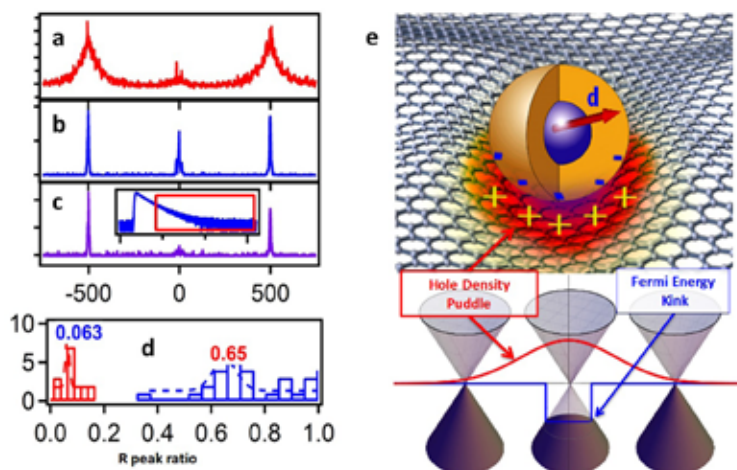 a
b
c
-500 0 500
10
5
0
0.063
d
0.65
0.0 0.2 0.4 0.6 0.8 1.0
R peak ratio
e
d
- - - - -
+ + + + +
Hole Density
Puddle
Fermi Energy
Kink